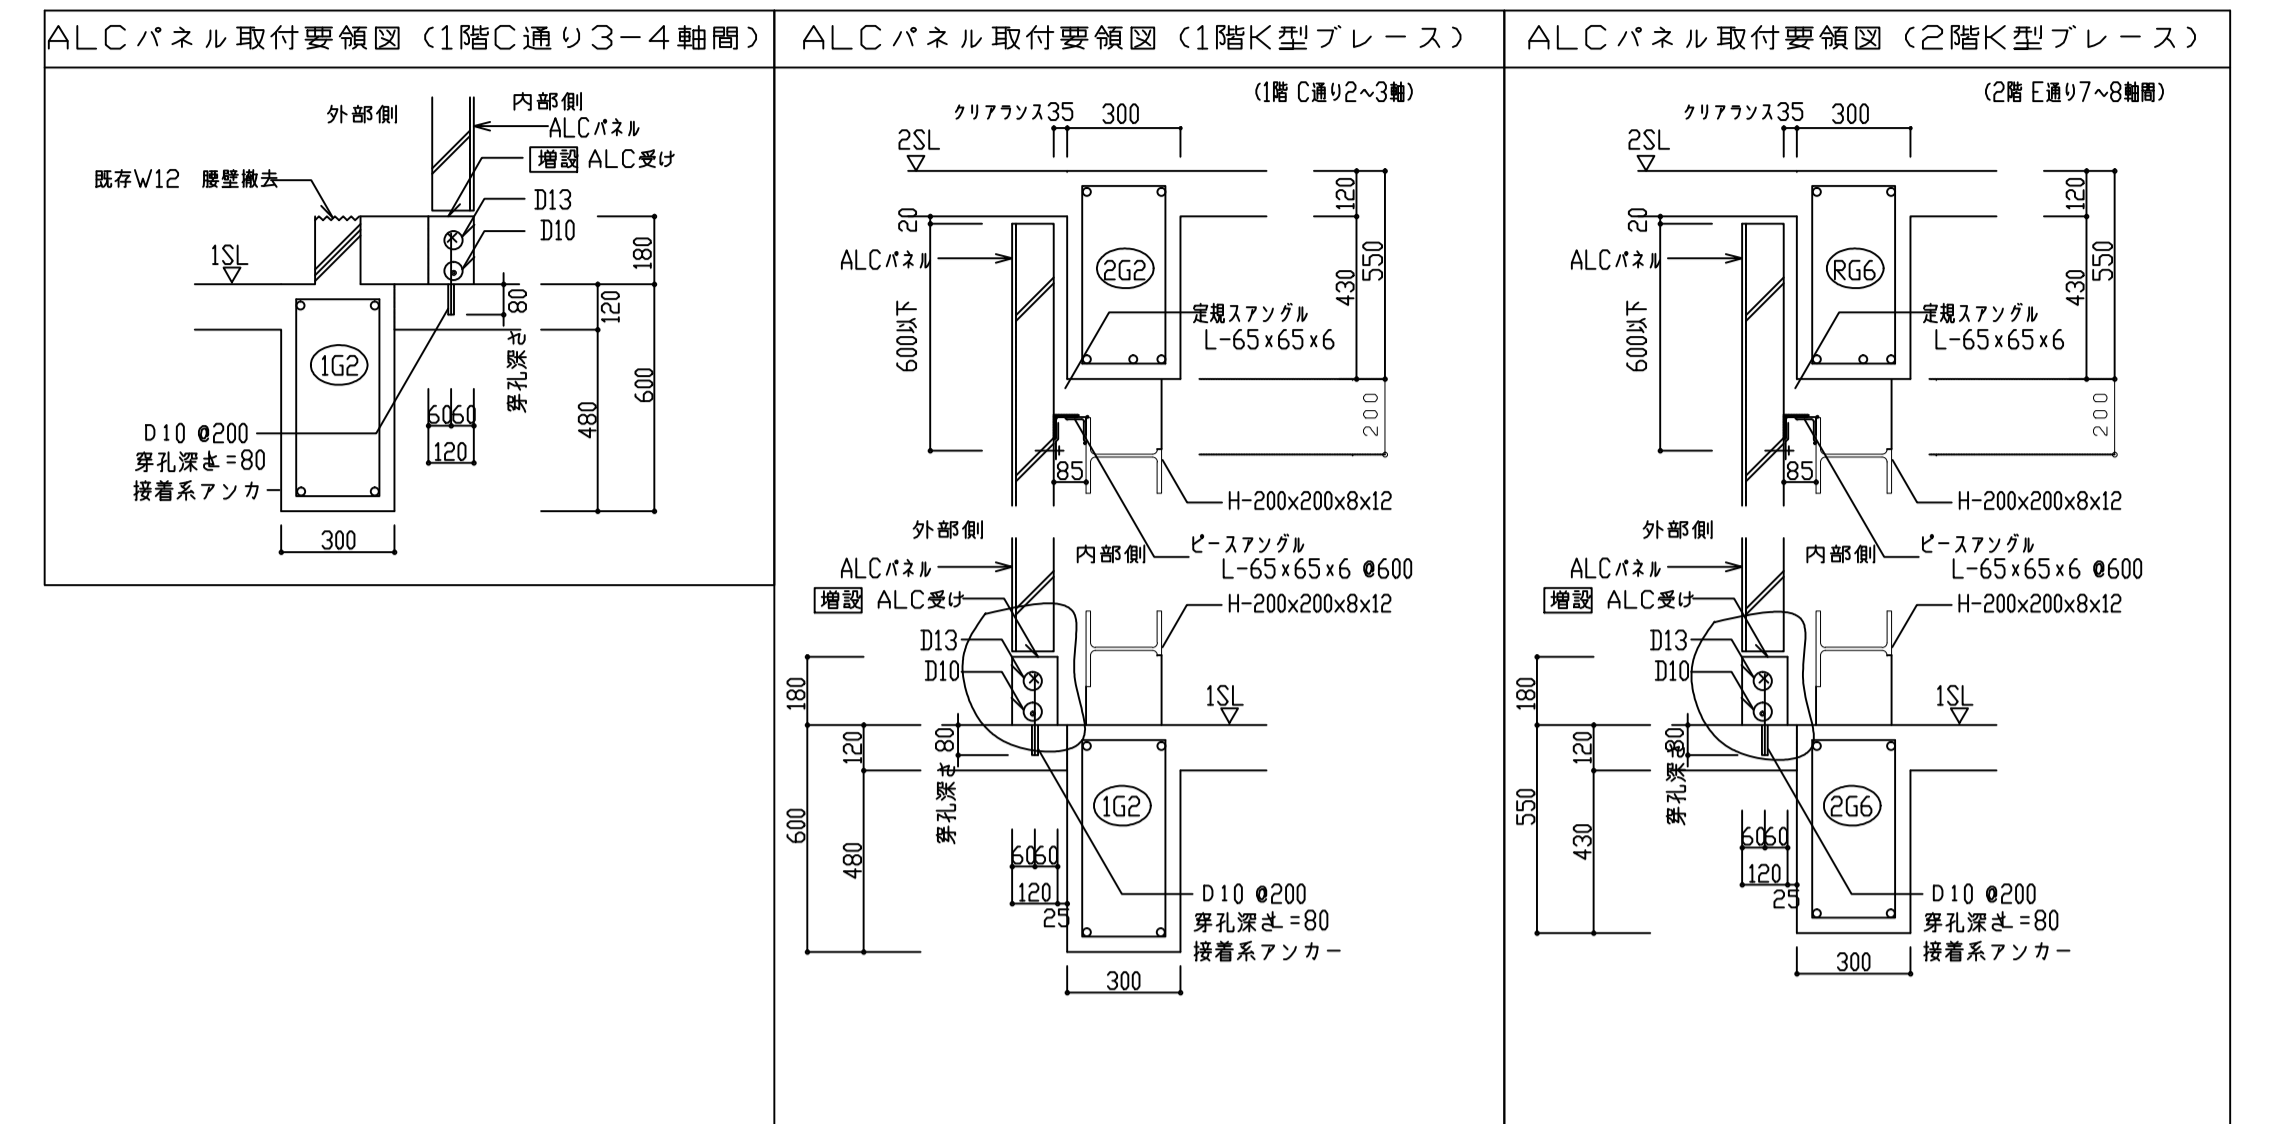 ALCパネル取付要領図（1階C通り3－4軸間）
外部側
内部側
ALCパネル
増設 ALC受け
既存W12 腰壁撤去
D13
D10
1SL
180
80
120
穿孔深さ
1G2
600
480
6060
120
D10 @200
穿孔深さL=80
接着系アンカー
300
ALCパネル取付要領図（1階K型ブレース）
(1階 C通り2～3軸)
クリアランス35 300
2SL
20
120
ALCパネル
2G2
550
430
600以下
定規スアングル
L-65x65x6
200
85
H-200x200x8x12
外部側
内部側
ピースアングル
L-65x65x6 @600
ALCパネル
増設 ALC受け
H-200x200x8x12
D13
D10
180
1SL
120
80
穿孔深さ
1G2
600
480
6060
120
25
D10 @200
穿孔深さL=80
接着系アンカー
300
ALCパネル取付要領図（2階K型ブレース）
(2階 E通り7～8軸間)
クリアランス35 300
2SL
20
120
ALCパネル
RG6
550
430
600以下
定規スアングル
L-65x65x6
200
85
H-200x200x8x12
外部側
内部側
ピースアングル
L-65x65x6 @600
ALCパネル
増設 ALC受け
H-200x200x8x12
D13
D10
180
1SL
120
80
穿孔深さ
2G6
550
430
6060
120
25
D10 @200
穿孔深さL=80
接着系アンカー
300